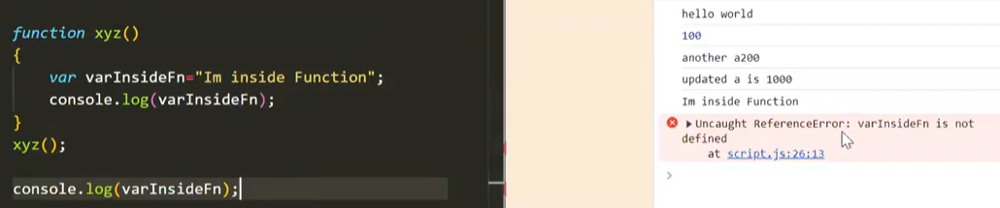 function xyz()
{
var varInsideFn="Im inside Function";
console.log(varInsideFn);
}
xyz();
console.log(varInsideFn);
hello world
100
another a200
updated a is 1000
Im inside Function
Uncaught ReferenceError: varInsideFn is not
defined
at script.js:26:13